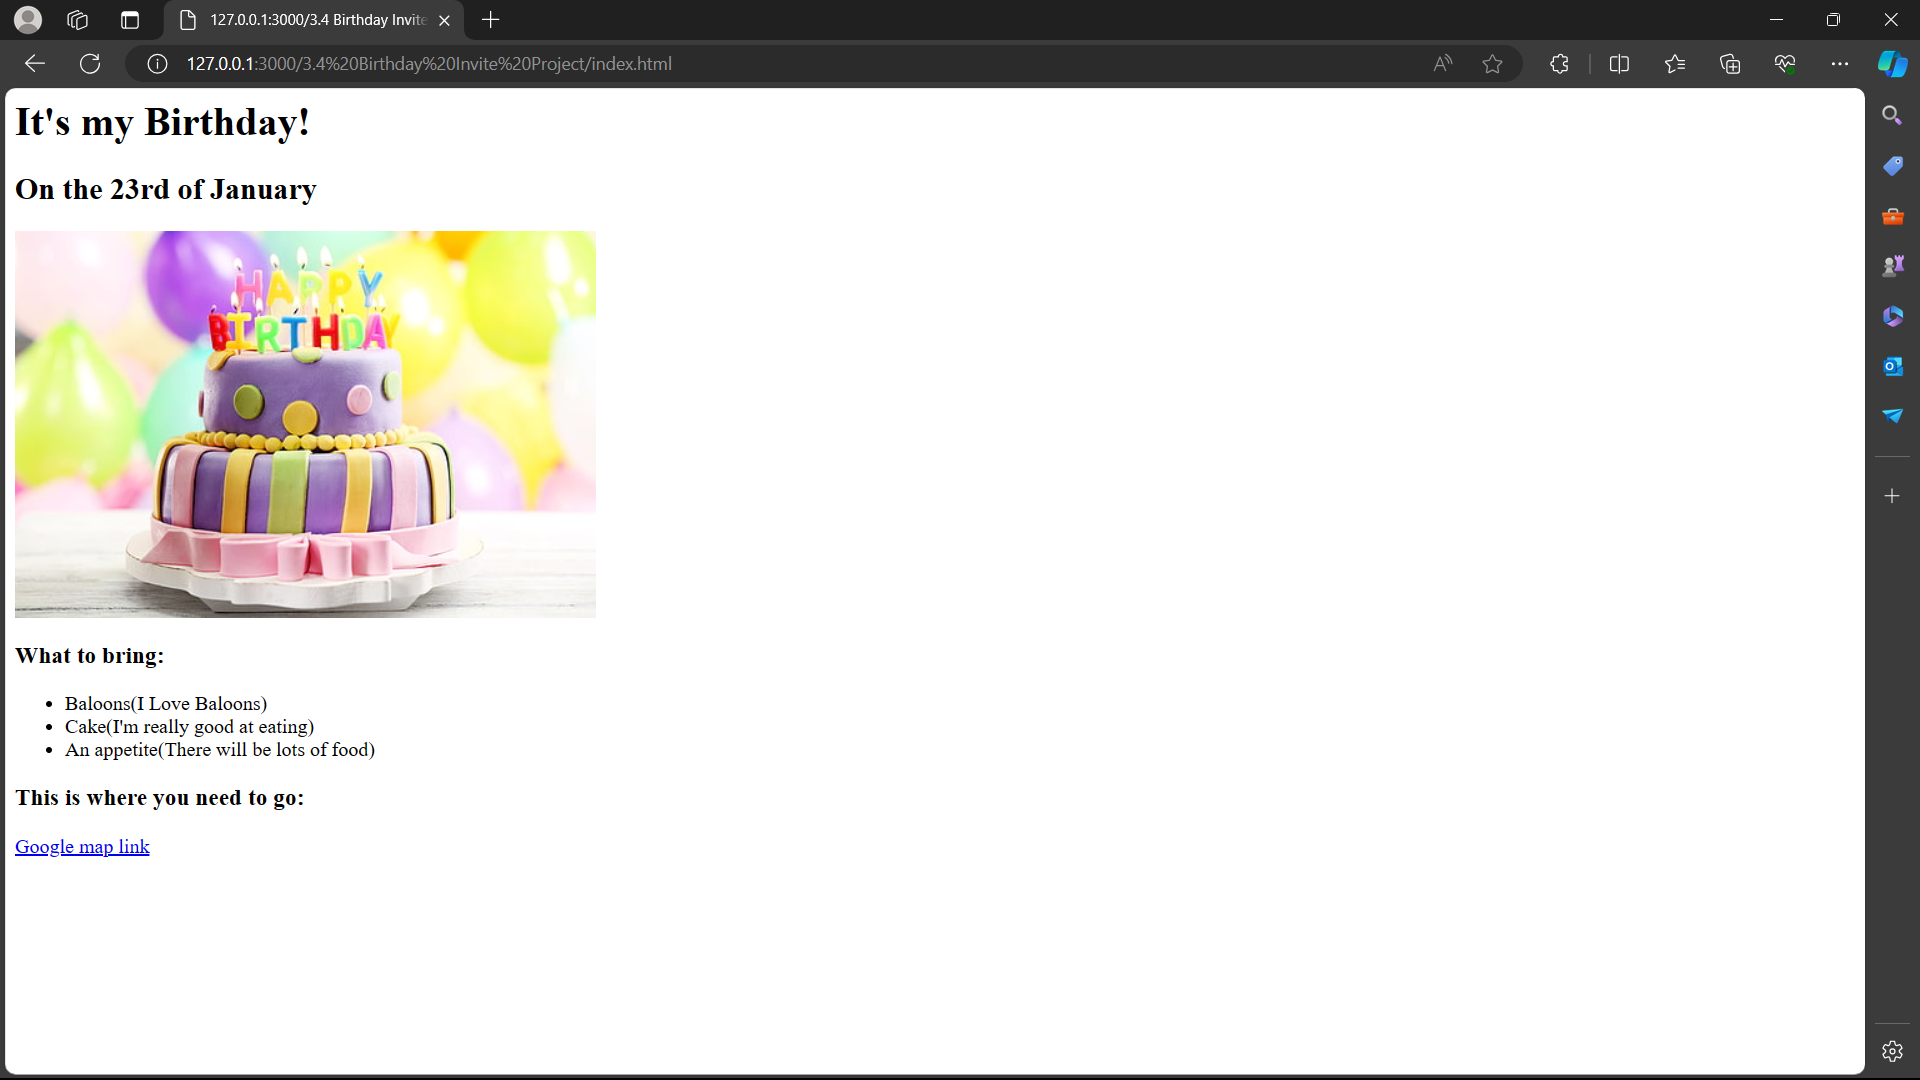 127.0.0.1:3000/3.4 Birthday Invite
127.0.0.1:3000/3.4%20Birthday%20Invite%20Project/index.html
It's my Birthday!
On the 23rd of January
HAPPY
BIRTHDAY
What to bring:
Baloons(I Love Baloons)
Cake(I'm really good at eating)
An appetite(There will be lots of food)
This is where you need to go:
Google map link